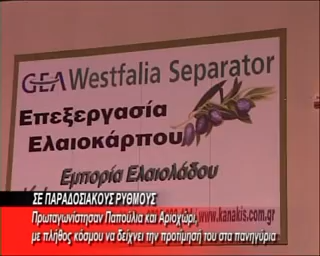 GEA Westfalia Separator
Επεξεργασία
Ελαιοκάρπου
Εμπορία Ελαιολάδου
www.kanakis.com.gr
ΣΕ ΠΑΡΑΔΟΣΙΑΚΟΥΣ ΡΥΘΜΟΥΣ
Πρωταγωνίστησαν Παπούλια και Αριοχώρι,
με πλήθος κόσμου να δείχνει την προτίμησή του στα πανηγύρια